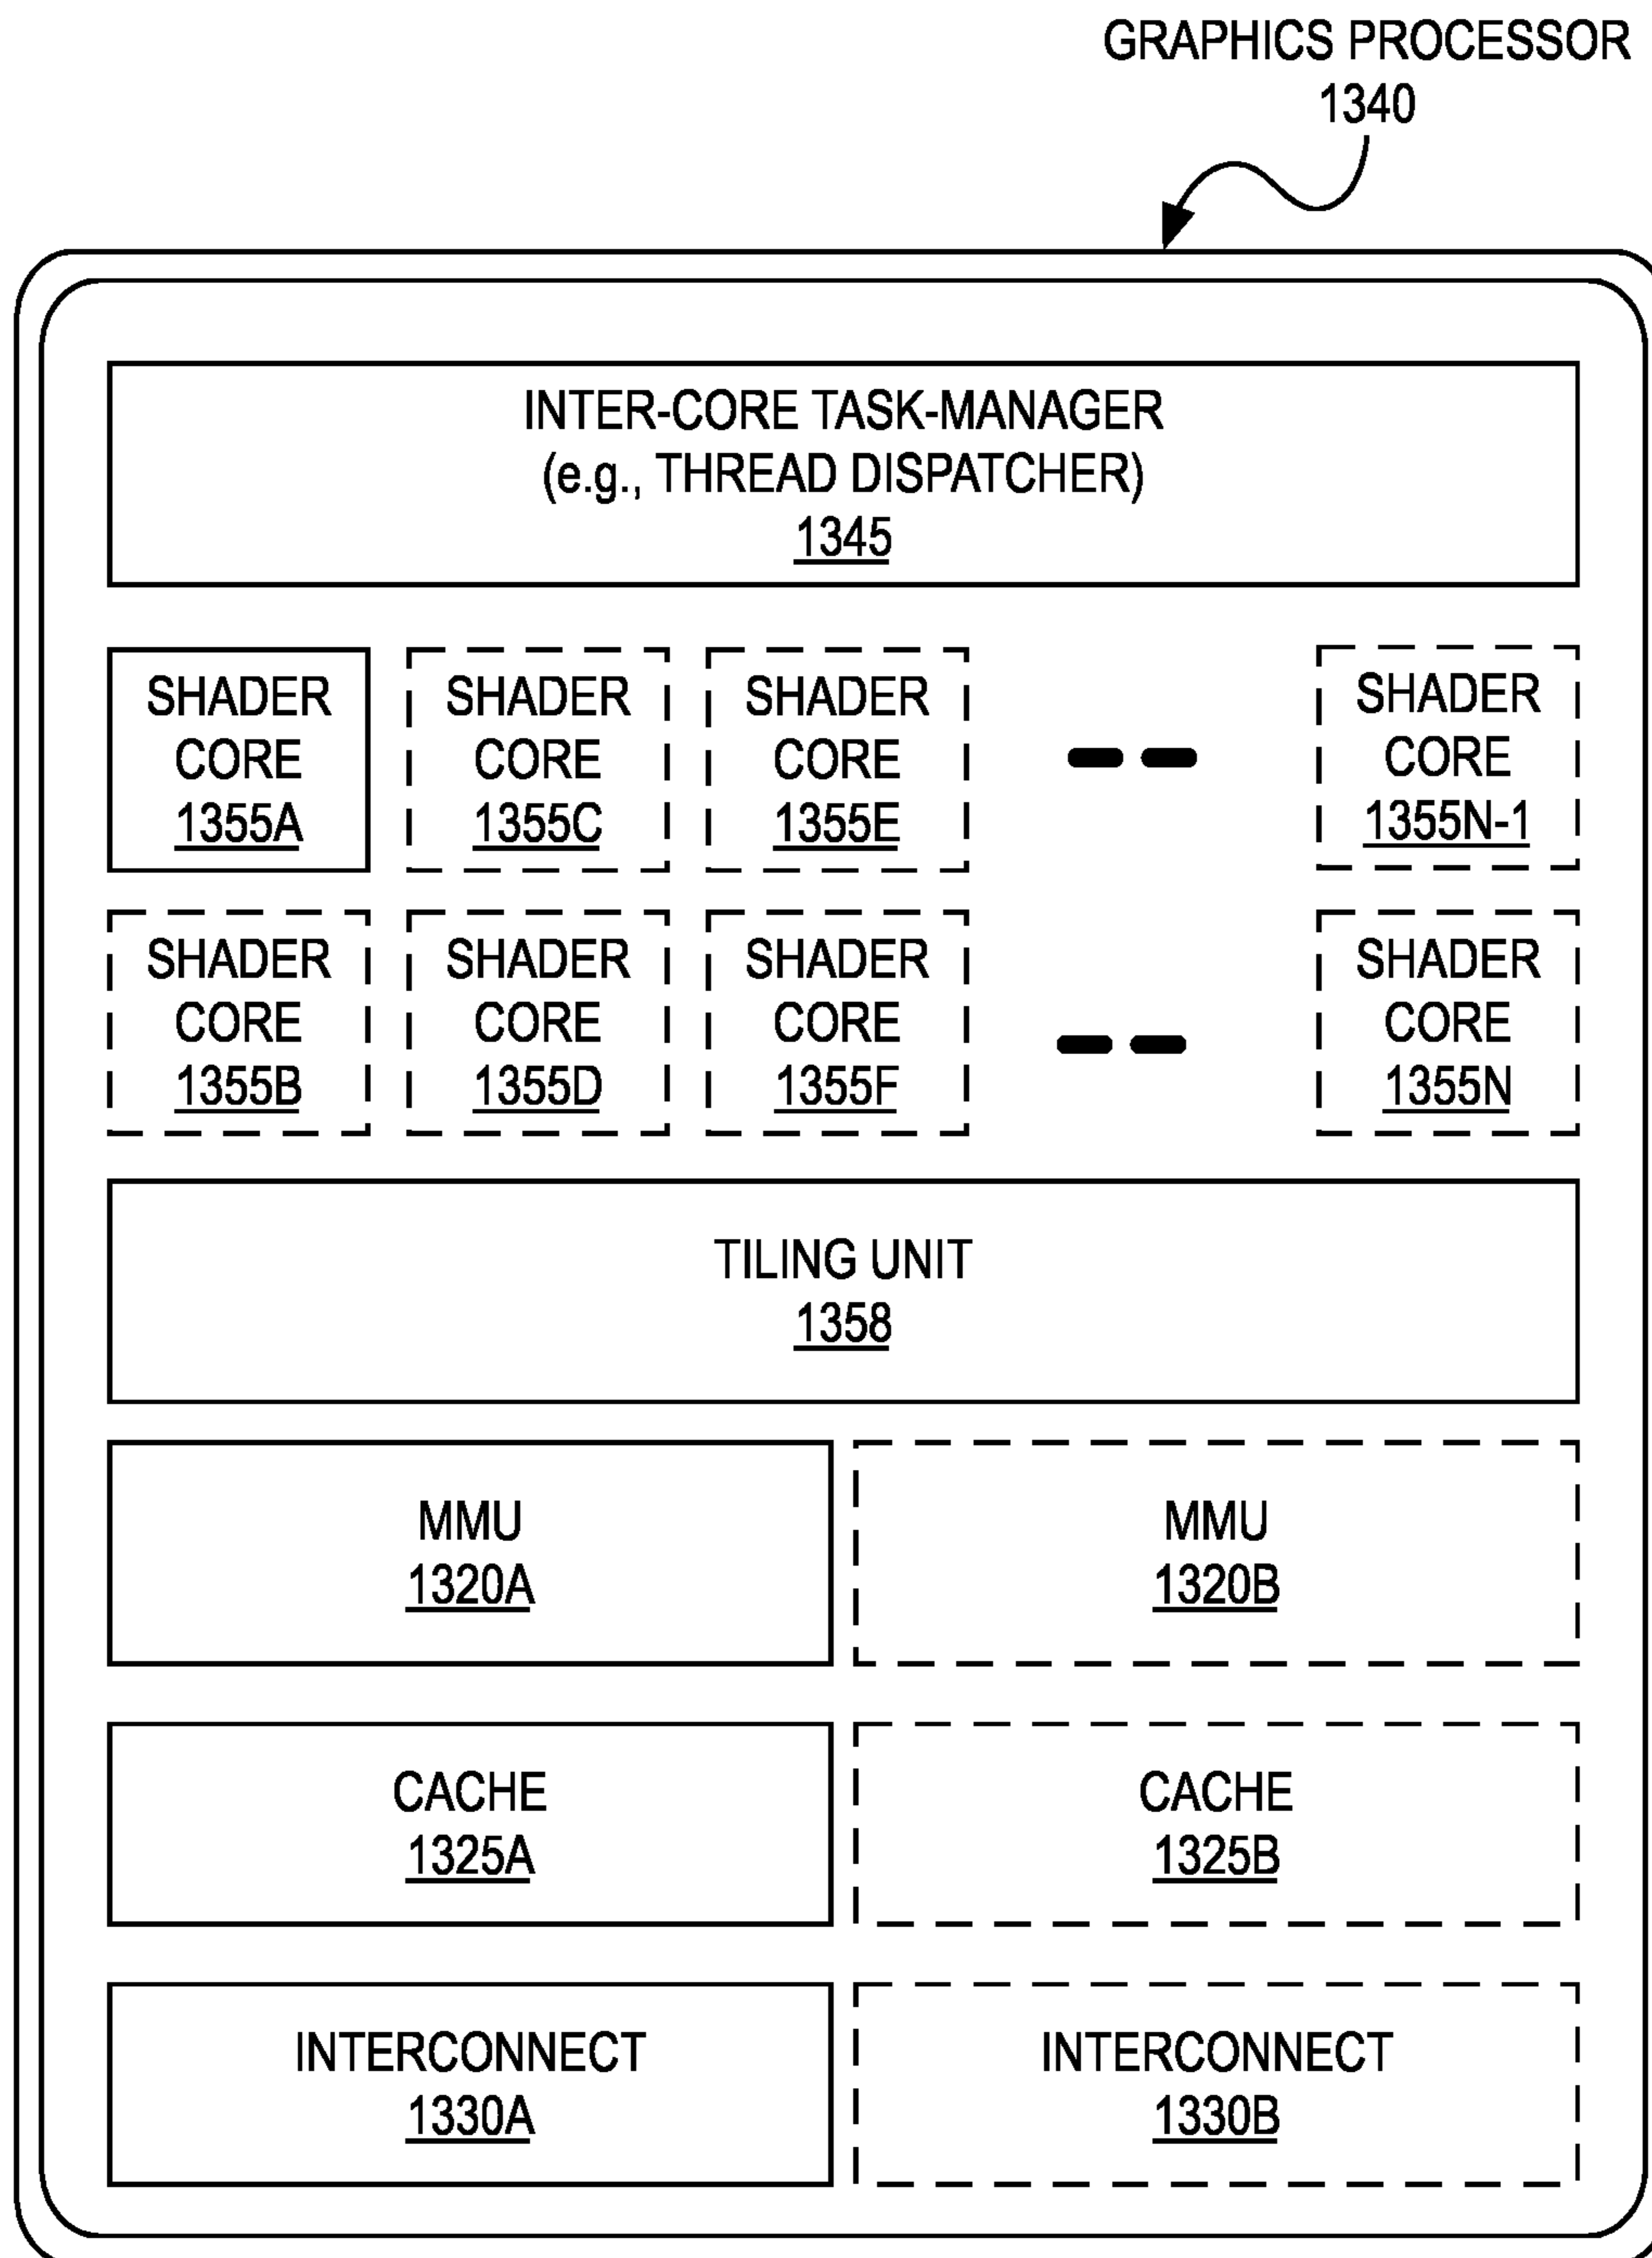 GRAPHICS PROCESSOR
1340
INTER-CORE TASK-MANAGER
(e.g., THREAD DISPATCHER)
1345
SHADER
CORE
1355A
SHADER
CORE
1355C
SHADER
CORE
1355E
SHADER
CORE
1355N-1
SHADER
CORE
1355B
SHADER
CORE
1355D
SHADER
CORE
1355F
SHADER
CORE
1355N
TILING UNIT
1358
MMU
1320A
MMU
1320B
CACHE
1325A
CACHE
1325B
INTERCONNECT
1330A
INTERCONNECT
1330B